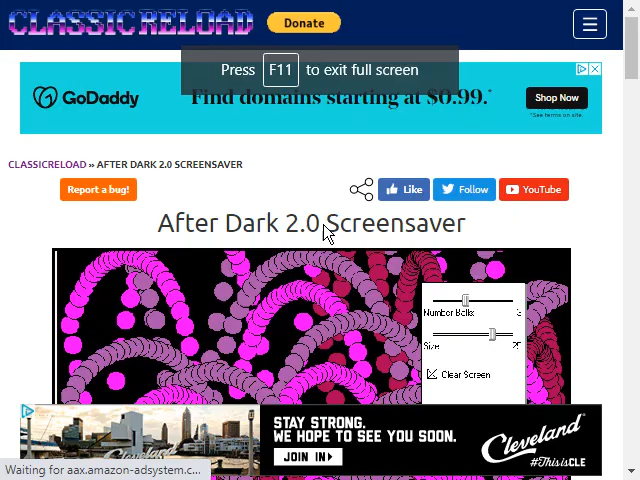 CLASSIC RELOAD
Donate
Press F11 to exit full screen
GoDaddy
Find domains starting at $0.99.*
Shop Now
*See terms on site.
CLASSICRELOAD » AFTER DARK 2.0 SCREENSAVER
Report a bug!
Like
Follow
YouTube
After Dark 2.0 Screensaver
Number Balls:
Size
Clear Screen
STAY STRONG.
WE HOPE TO SEE YOU SOON.
JOIN IN
Cleveland
#ThisisCLE
Waiting for aax.amazon-adsystem.c...